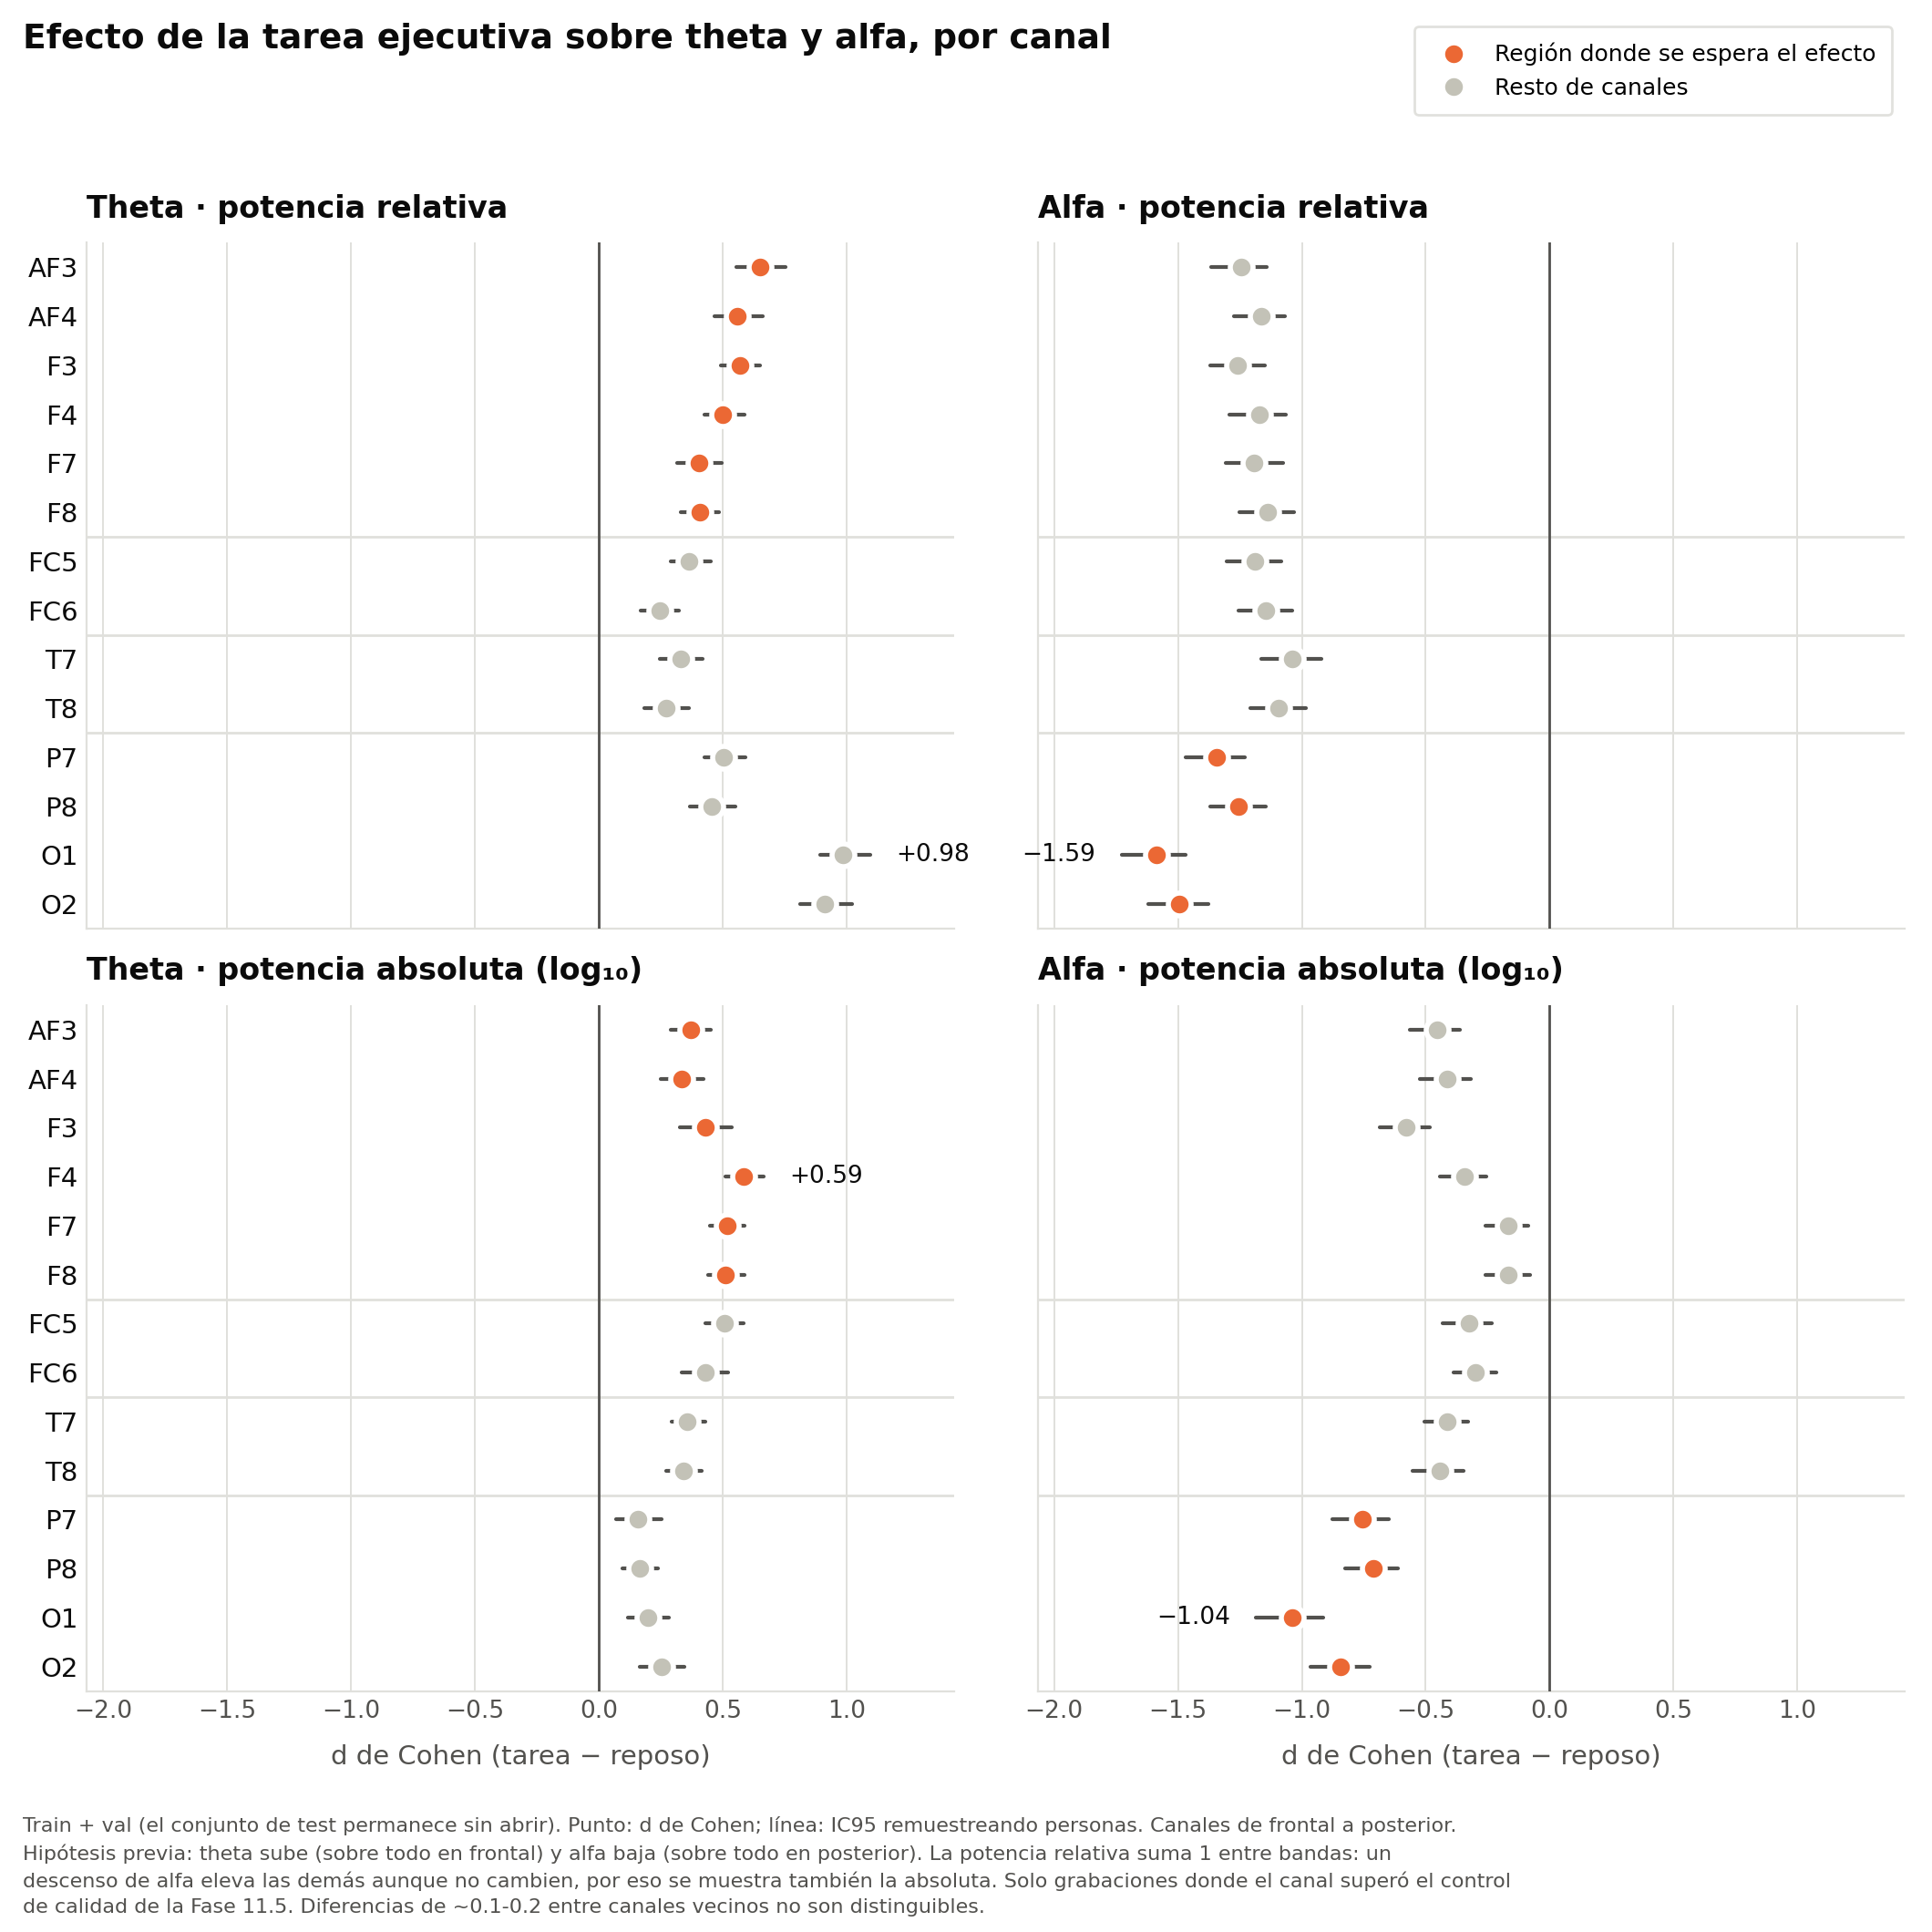 Efecto de la tarea ejecutiva sobre theta y alfa, por canal
Región donde se espera el efecto
Resto de canales
Theta · potencia relativa
AF3
AF4
F3
F4
F7
F8
FC5
FC6
T7
T8
P7
P8
O1
O2
+0.98
Alfa · potencia relativa
−1.59
Theta · potencia absoluta (log₁₀)
AF3
AF4
F3
F4
F7
F8
FC5
FC6
T7
T8
P7
P8
O1
O2
+0.59
−2.0 −1.5 −1.0 −0.5 0.0 0.5 1.0
d de Cohen (tarea − reposo)
Alfa · potencia absoluta (log₁₀)
−1.04
−2.0 −1.5 −1.0 −0.5 0.0 0.5 1.0
d de Cohen (tarea − reposo)
Train + val (el conjunto de test permanece sin abrir). Punto: d de Cohen; línea: IC95 remuestreando personas. Canales de frontal a posterior.
Hipótesis previa: theta sube (sobre todo en frontal) y alfa baja (sobre todo en posterior). La potencia relativa suma 1 entre bandas: un
descenso de alfa eleva las demás aunque no cambien, por eso se muestra también la absoluta. Solo grabaciones donde el canal superó el control
de calidad de la Fase 11.5. Diferencias de ~0.1-0.2 entre canales vecinos no son distinguibles.